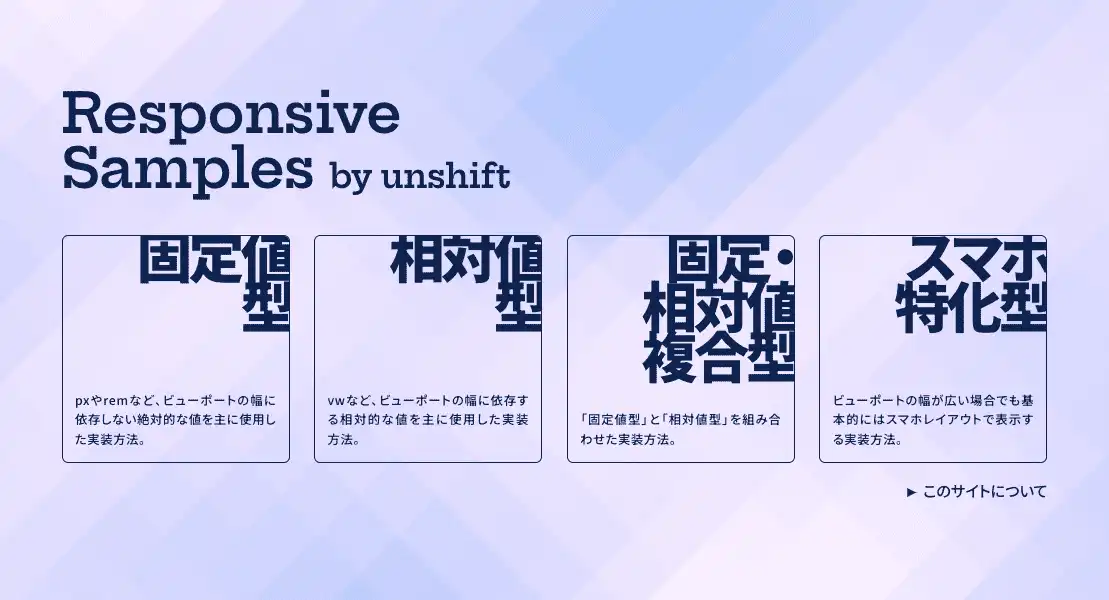 Responsive
Samples by unshift
固定値
型
pxやremなど、ビューポートの幅に
依存しない絶対的な値を主に使用し
た実装方法。
相対値
型
vwなど、ビューポートの幅に依存す
る相対的な値を主に使用した実装
方法。
固定・
相対値
複合型
「固定値型」と「相対値型」を組み合
わせた実装方法。
スマホ
特化型
ビューポートの幅が広い場合でも基
本的にはスマホレイアウトで表示す
る実装方法。
▶ このサイトについて